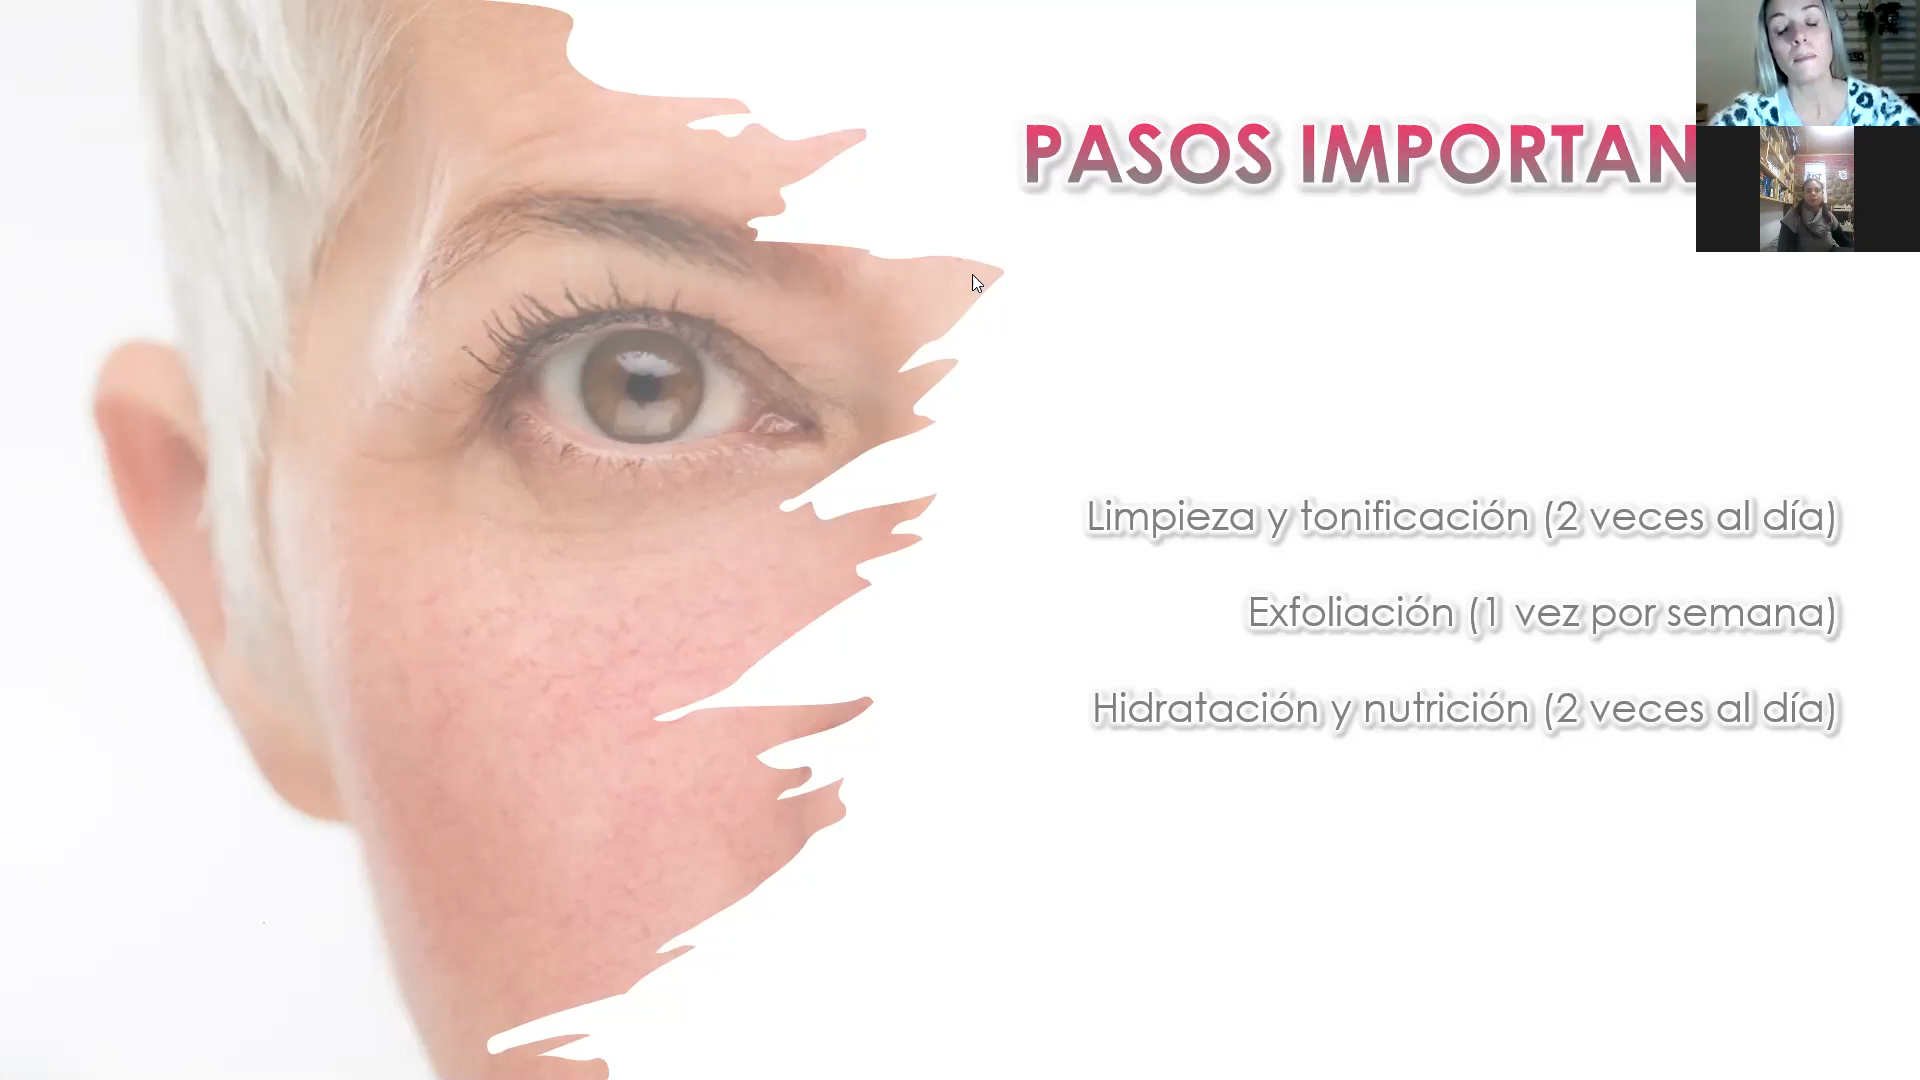 PASOS IMPORTAN
Limpieza y tonificación (2 veces al día)
Exfoliación (1 vez por semana)
Hidratación y nutrición (2 veces al día)